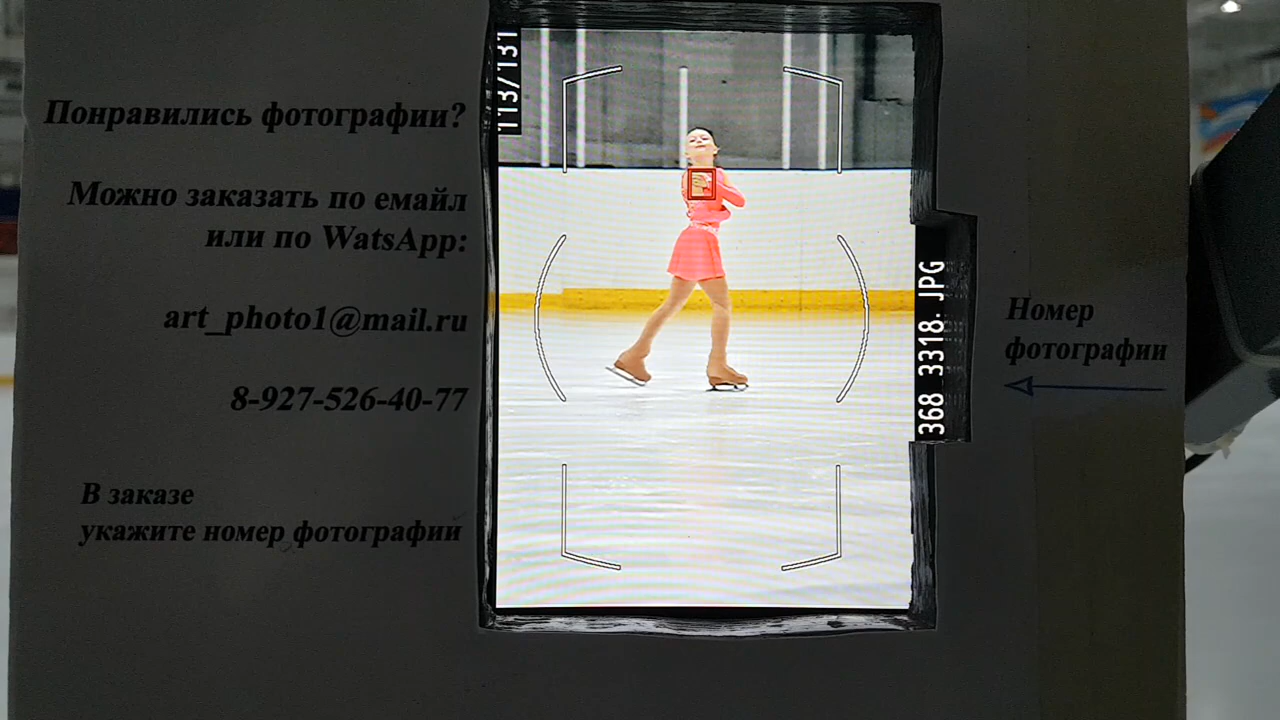 Понравились фотографии?
Можно заказать по емайл
или по WatsApp:
art_photo1@mail.ru
8-927-526-40-77
В заказе
укажите номер фотографии
113/131
368_3318.JPG
Номер
фотографии